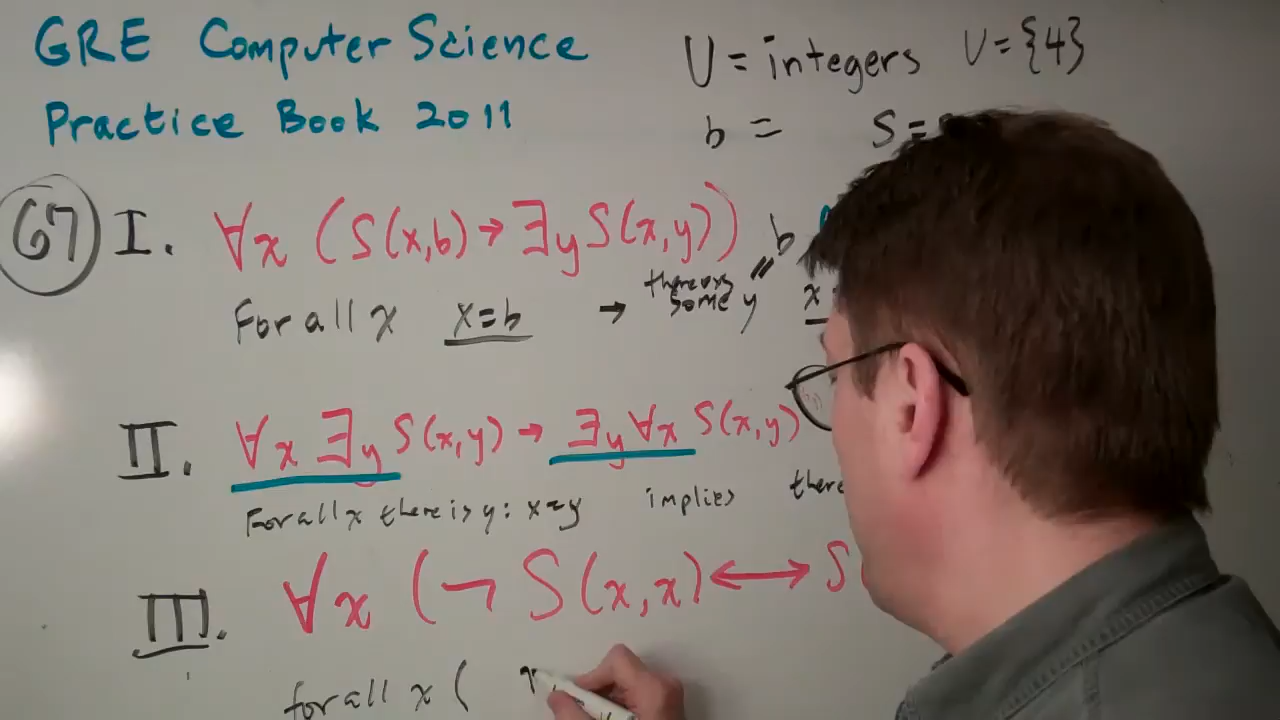 GRE Computer Science U = integers U = {4}
Practice Book 2011 b = S =
67 I. ∀x (S(x,b) → ∃y S(x,y)) b
For all x x=b → there is some y x
II. ∀x ∃y S(x,y) → ∃y ∀x S(x,y)
For all x there is y: x=y implies there
III. ∀x (¬ S(x,x) ↔ S
for all x (